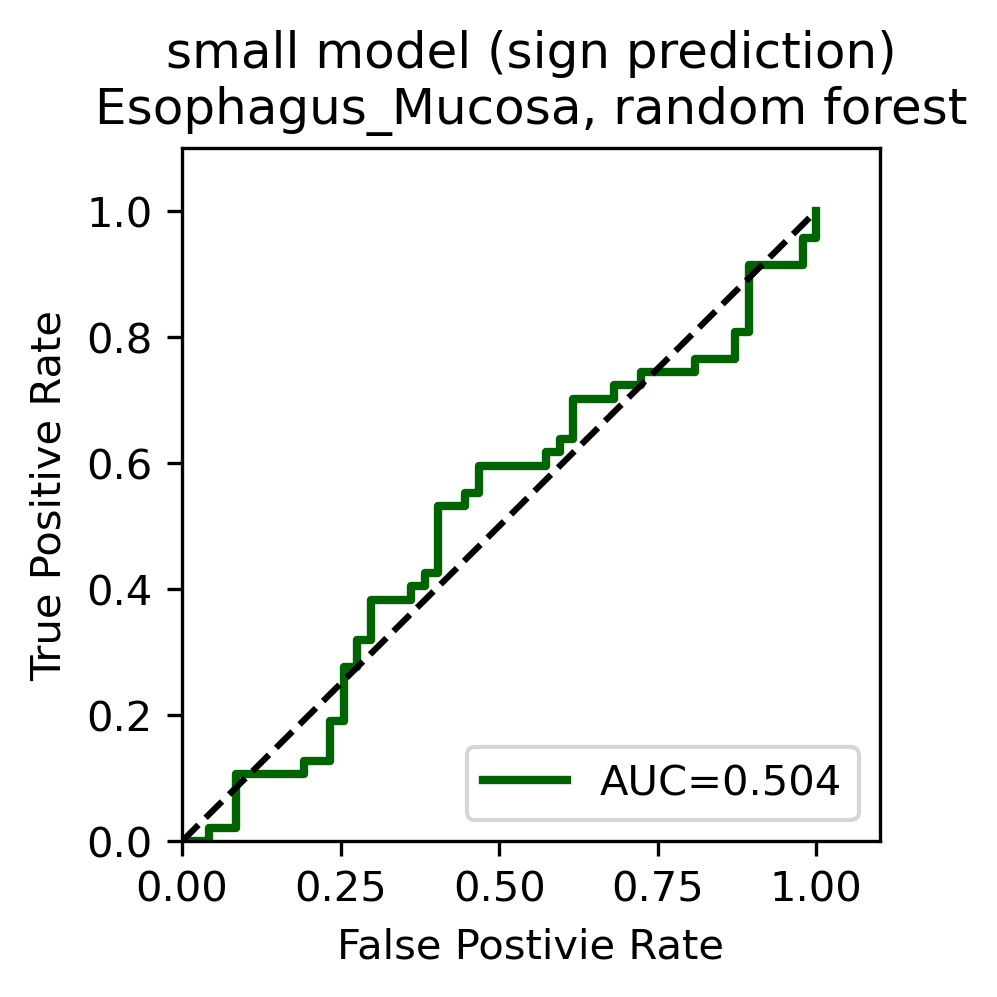 small model (sign prediction)
Esophagus_Mucosa, random forest
True Positive Rate
1.0
0.8
0.6
0.4
0.2
0.0
AUC=0.504
0.00 0.25 0.50 0.75 1.00
False Postivie Rate